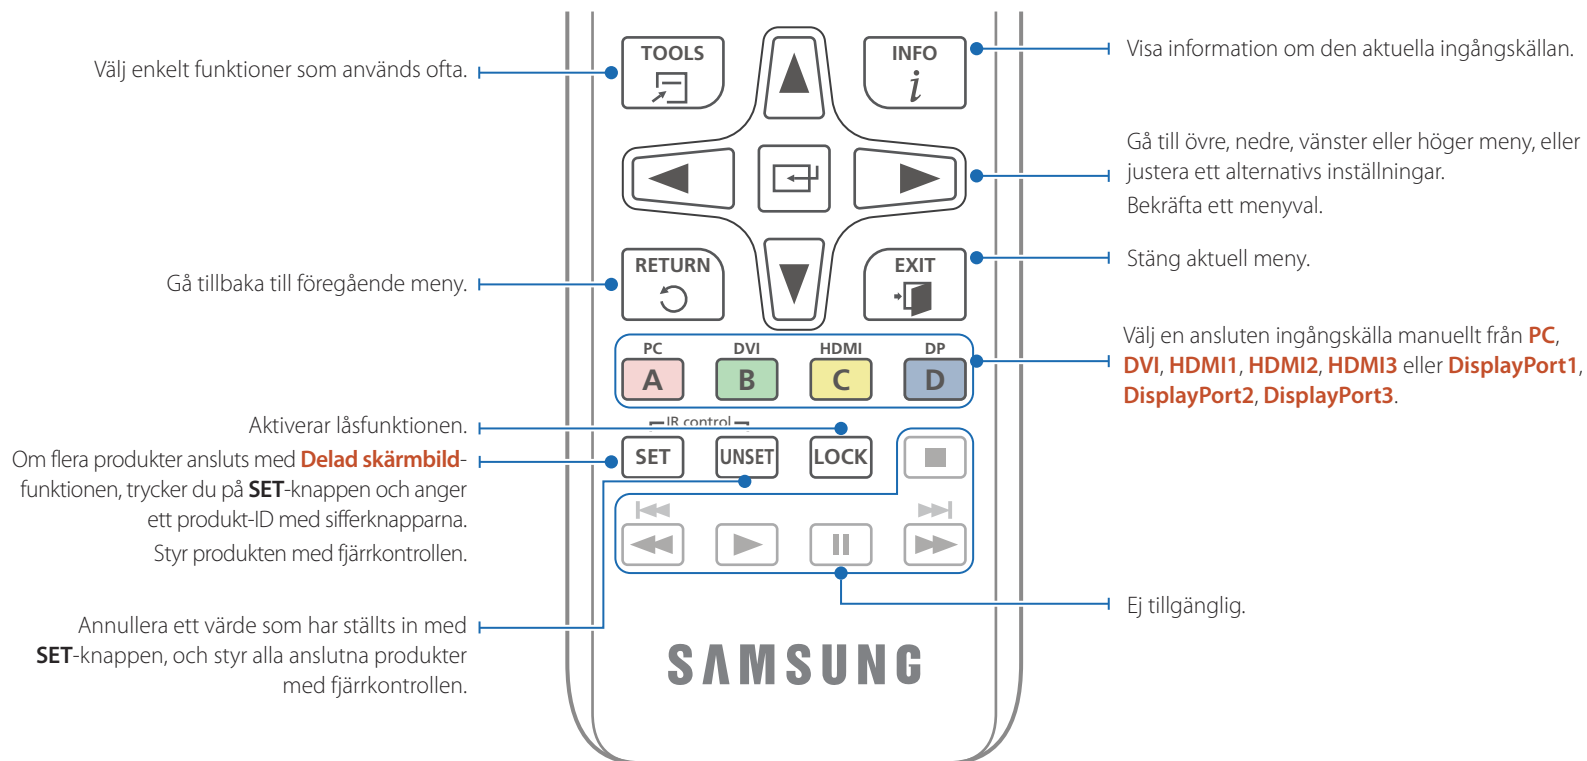 TOOLS
INFO
i
Välj enkelt funktioner som används ofta.
Visa information om den aktuella ingångskällan.
Gå till övre, nedre, vänster eller höger meny, eller
justera ett alternativs inställningar.
Bekräfta ett menyval.
RETURN
EXIT
Gå tillbaka till föregående meny.
Stäng aktuell meny.
PC
DVI
HDMI
DP
A
B
C
D
Välj en ansluten ingångskälla manuellt från PC,
DVI, HDMI1, HDMI2, HDMI3 eller DisplayPort1,
DisplayPort2, DisplayPort3.
IR control
SET
UNSET
LOCK
Aktiverar låsfunktionen.
Om flera produkter ansluts med Delad skärmbild-
funktionen, trycker du på SET-knappen och anger
ett produkt-ID med sifferknapparna.
Styr produkten med fjärrkontrollen.
Ej tillgänglig.
Annullera ett värde som har ställts in med
SET-knappen, och styr alla anslutna produkter
med fjärrkontrollen.
SAMSUNG